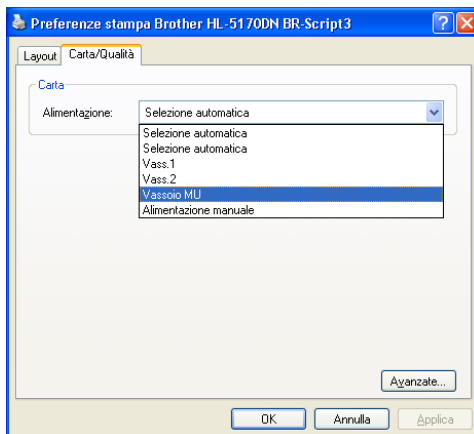 Preferenze stampa Brother HL-5170DN BR-Script3
Layout Carta/Qualità
Carta
Alimentazione: Selezione automatica
Selezione automatica
Selezione automatica
Vass.1
Vass.2
Vassoio MU
Alimentazione manuale
Avanzate...
OK Annulla Applica